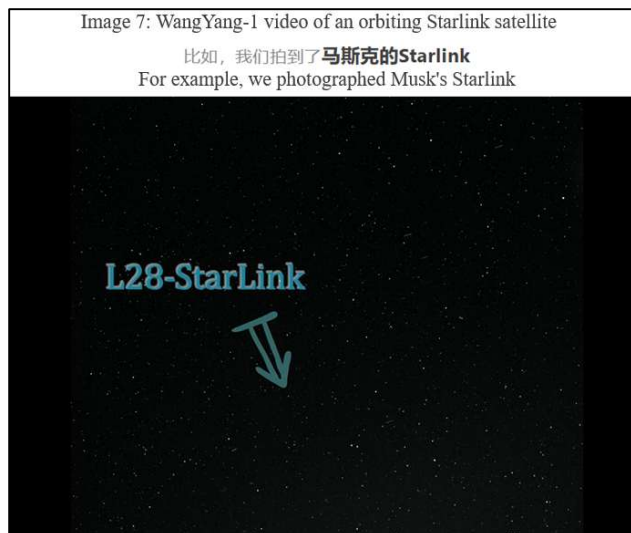 Image 7: WangYang-1 video of an orbiting Starlink satellite
比如，我们拍到了马斯克的Starlink
For example, we photographed Musk's Starlink
L28-StarLink